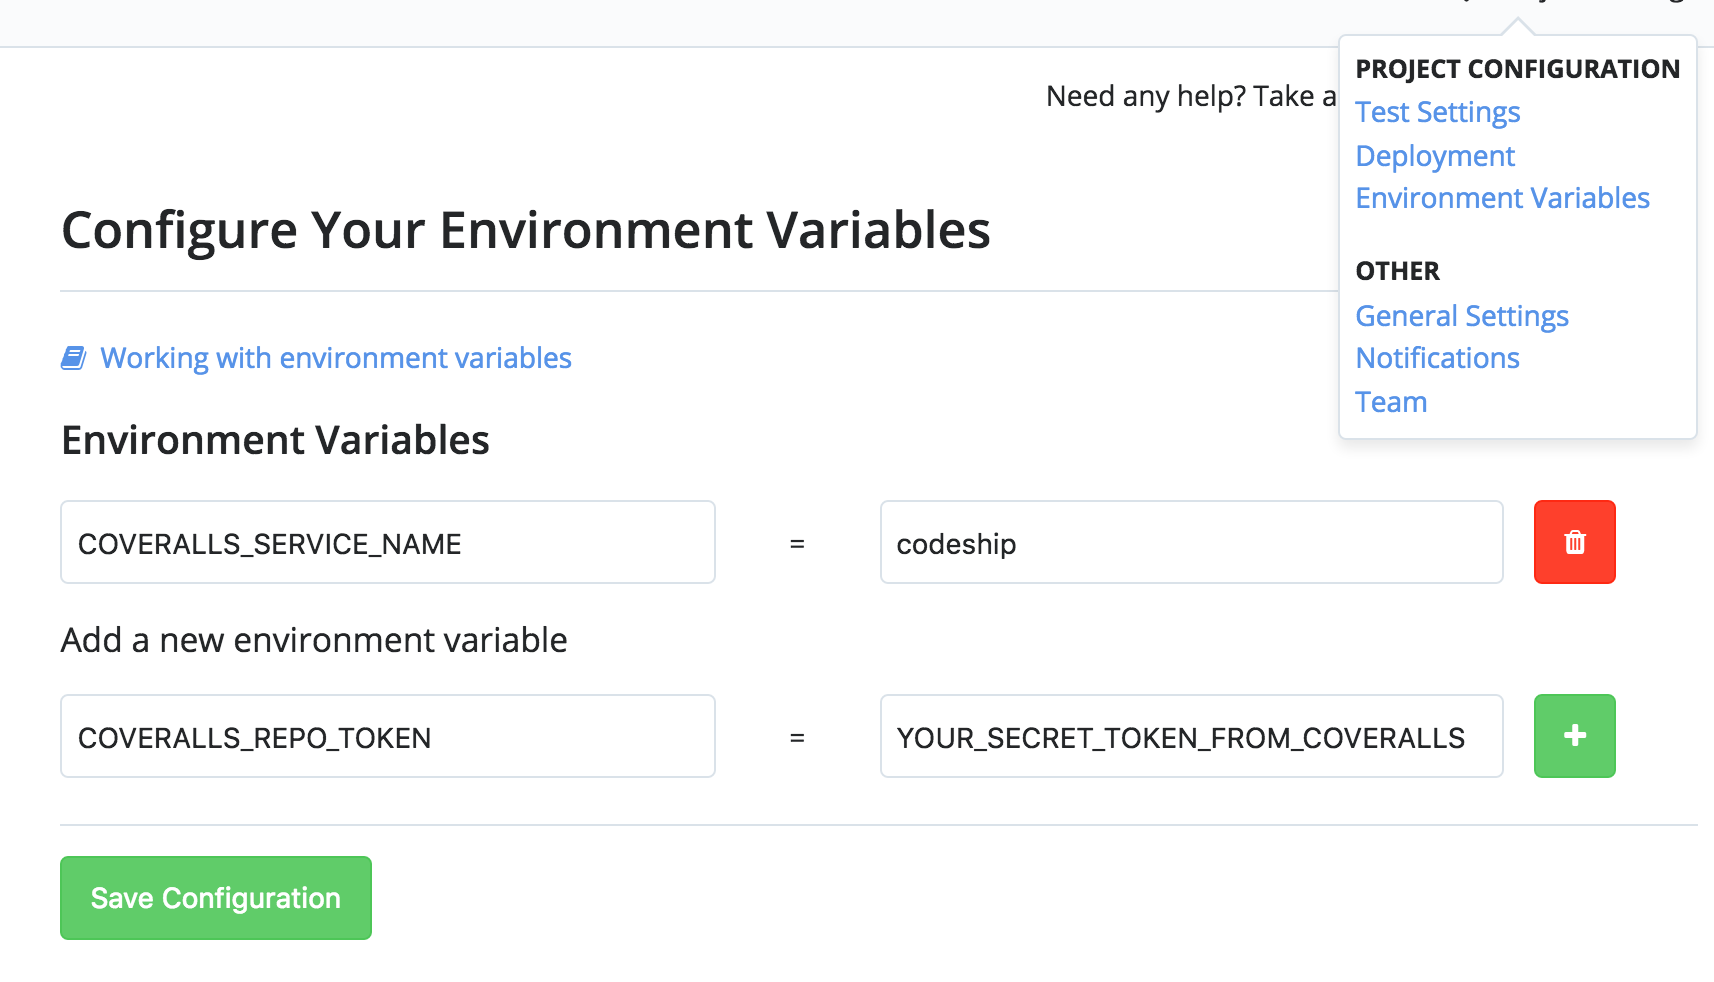 PROJECT CONFIGURATION
Test Settings
Deployment
Environment Variables
OTHER
General Settings
Notifications
Team
Need any help? Take a
Configure Your Environment Variables
Working with environment variables
Environment Variables
COVERALLS_SERVICE_NAME = codeship
Add a new environment variable
COVERALLS_REPO_TOKEN = YOUR_SECRET_TOKEN_FROM_COVERALLS
Save Configuration